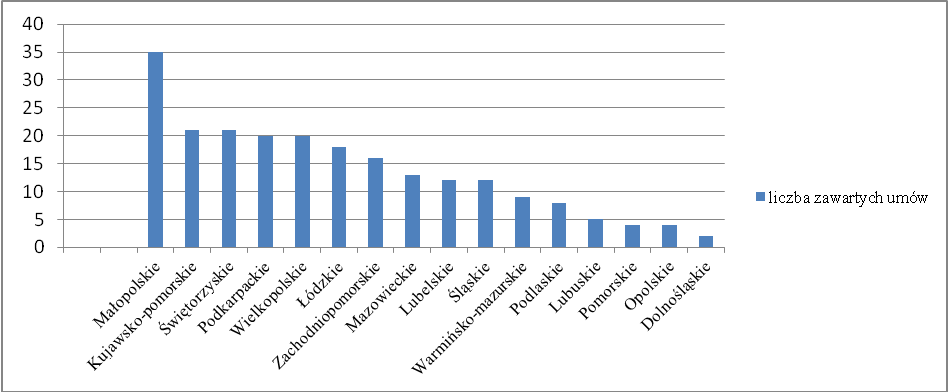 40
35
30
25
20
15
10
5
0
Małopolskie
Kujawsko-pomorskie
Świętorzyskie
Podkarpackie
Wielkopolskie
Łódzkie
Zachodniopomorskie
Mazowieckie
Lubelskie
Ślaskie
Warmińsko-mazurskie
Podlaskie
Lubuskie
Pomorskie
Opolskie
Dolnośląskie
liczba zawartych umów